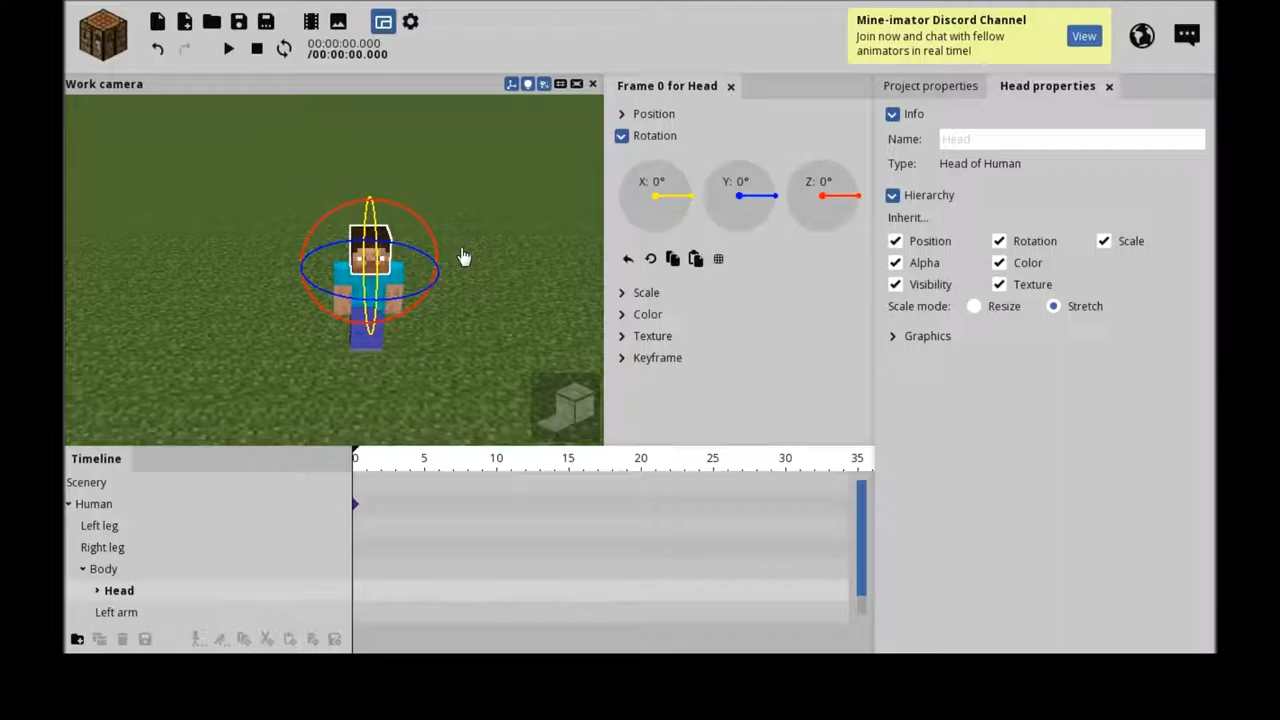 Mine-imator Discord Channel
Join now and chat with fellow
animators in real time!
View
00:00:00.000
/00:00:00.000
Work camera
Frame 0 for Head
Position
Rotation
X: 0°
Y: 0°
Z: 0°
Scale
Color
Texture
Keyframe
Project properties
Head properties
Info
Name: Head
Type: Head of Human
Hierarchy
Inherit...
Position Rotation Scale
Alpha Color
Visibility Texture
Scale mode: Resize Stretch
Graphics
Timeline
0 5 10 15 20 25 30 35
Scenery
Human
Left leg
Right leg
Body
Head
Left arm